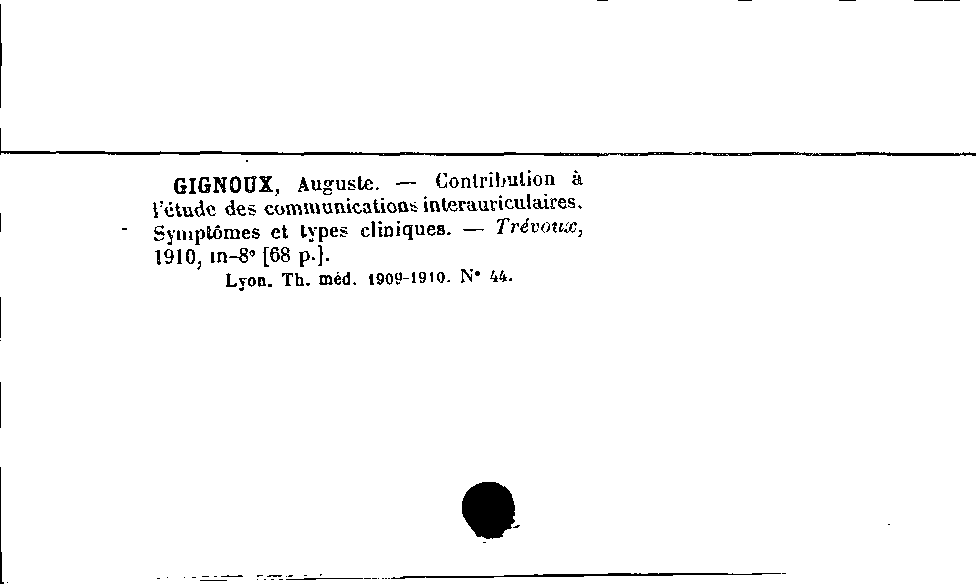 GIGNOUX, Auguste. — Contribution à
l'étude des communications interauriculaires.
Symptômes et types cliniques. — Trévoux,
1910, in-8° [68 p.].
Lyon. Th. méd. 1909-1910. N° 44.